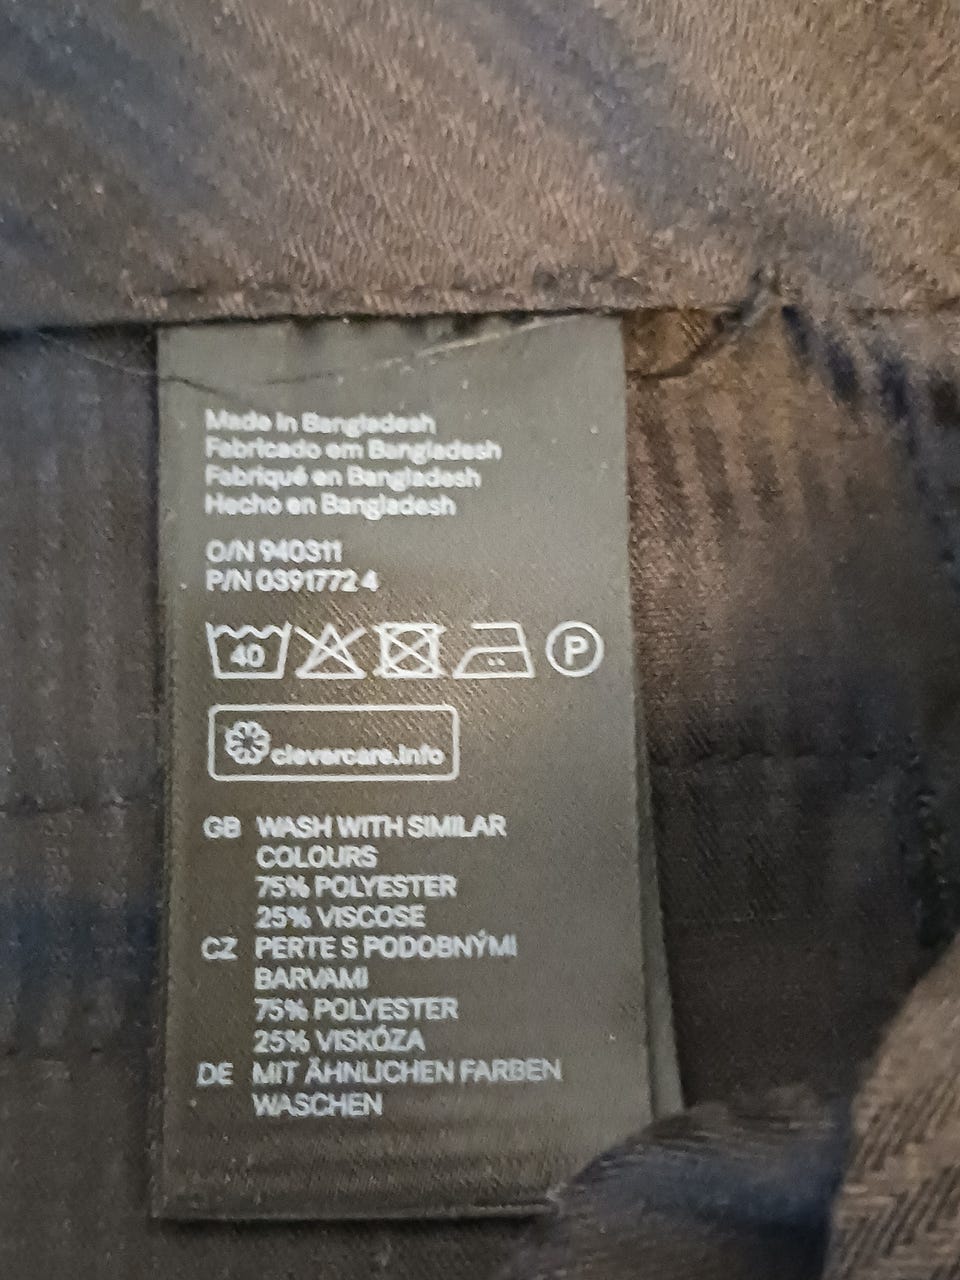 Made in Bangladesh
Fabricado em Bangladesh
Fabriqué en Bangladesh
Hecho en Bangladesh
O/N 940311
P/N 0391772 4
40 P
clevercare.info
GB WASH WITH SIMILAR
COLOURS
75% POLYESTER
25% VISCOSE
CZ PERTE S PODOBNÝMI
BARVAMI
75% POLYESTER
25% VISKÓZA
DE MIT ÄHNLICHEN FARBEN
WASCHEN